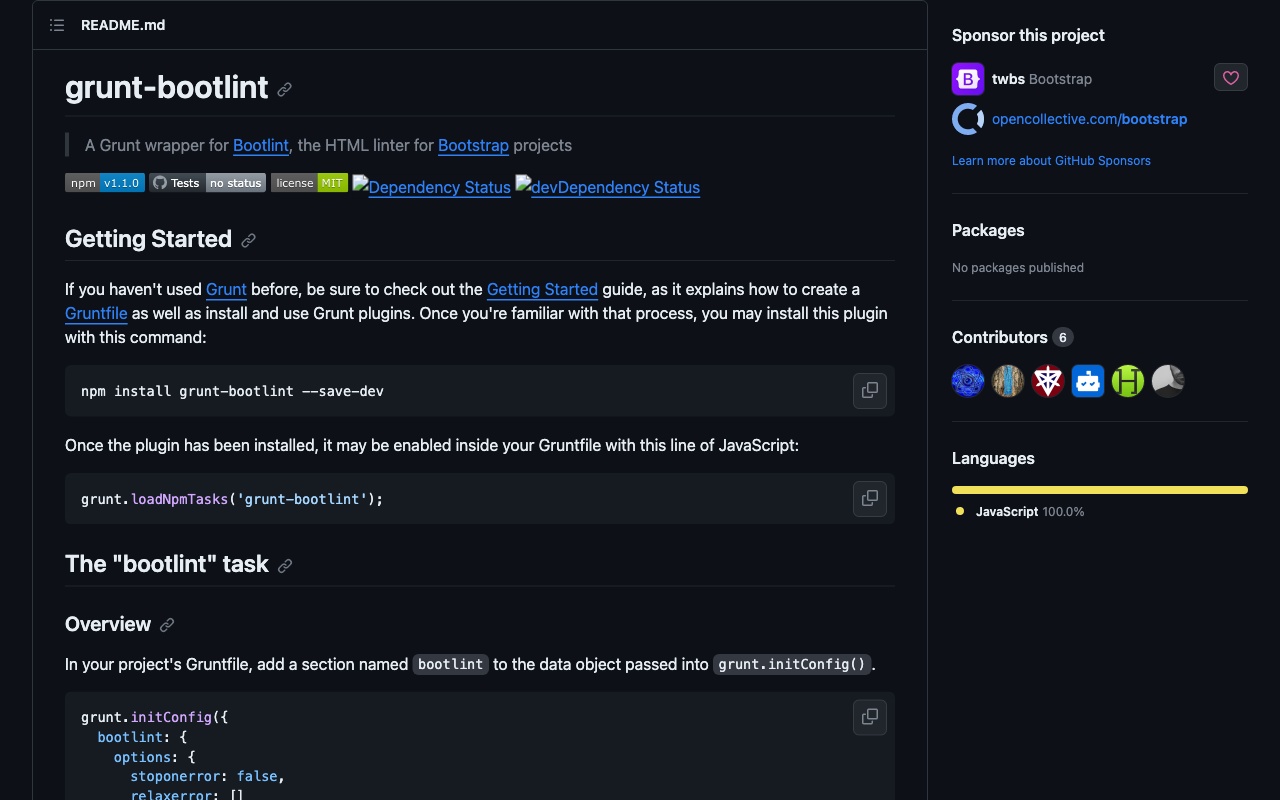 README.md
grunt-bootlint
A Grunt wrapper for Bootlint, the HTML linter for Bootstrap projects
npm v1.1.0 Tests no status license MIT Dependency Status devDependency Status
Getting Started
If you haven't used Grunt before, be sure to check out the Getting Started guide, as it explains how to create a
Gruntfile as well as install and use Grunt plugins. Once you're familiar with that process, you may install this plugin
with this command:
npm install grunt-bootlint --save-dev
Once the plugin has been installed, it may be enabled inside your Gruntfile with this line of JavaScript:
grunt.loadNpmTasks('grunt-bootlint');
The "bootlint" task
Overview
In your project's Gruntfile, add a section named bootlint to the data object passed into grunt.initConfig().
grunt.initConfig({
bootlint: {
options: {
stoponerror: false,
relaxerror: []
Sponsor this project
twbs Bootstrap
opencollective.com/bootstrap
Learn more about GitHub Sponsors
Packages
No packages published
Contributors 6
Languages
JavaScript 100.0%